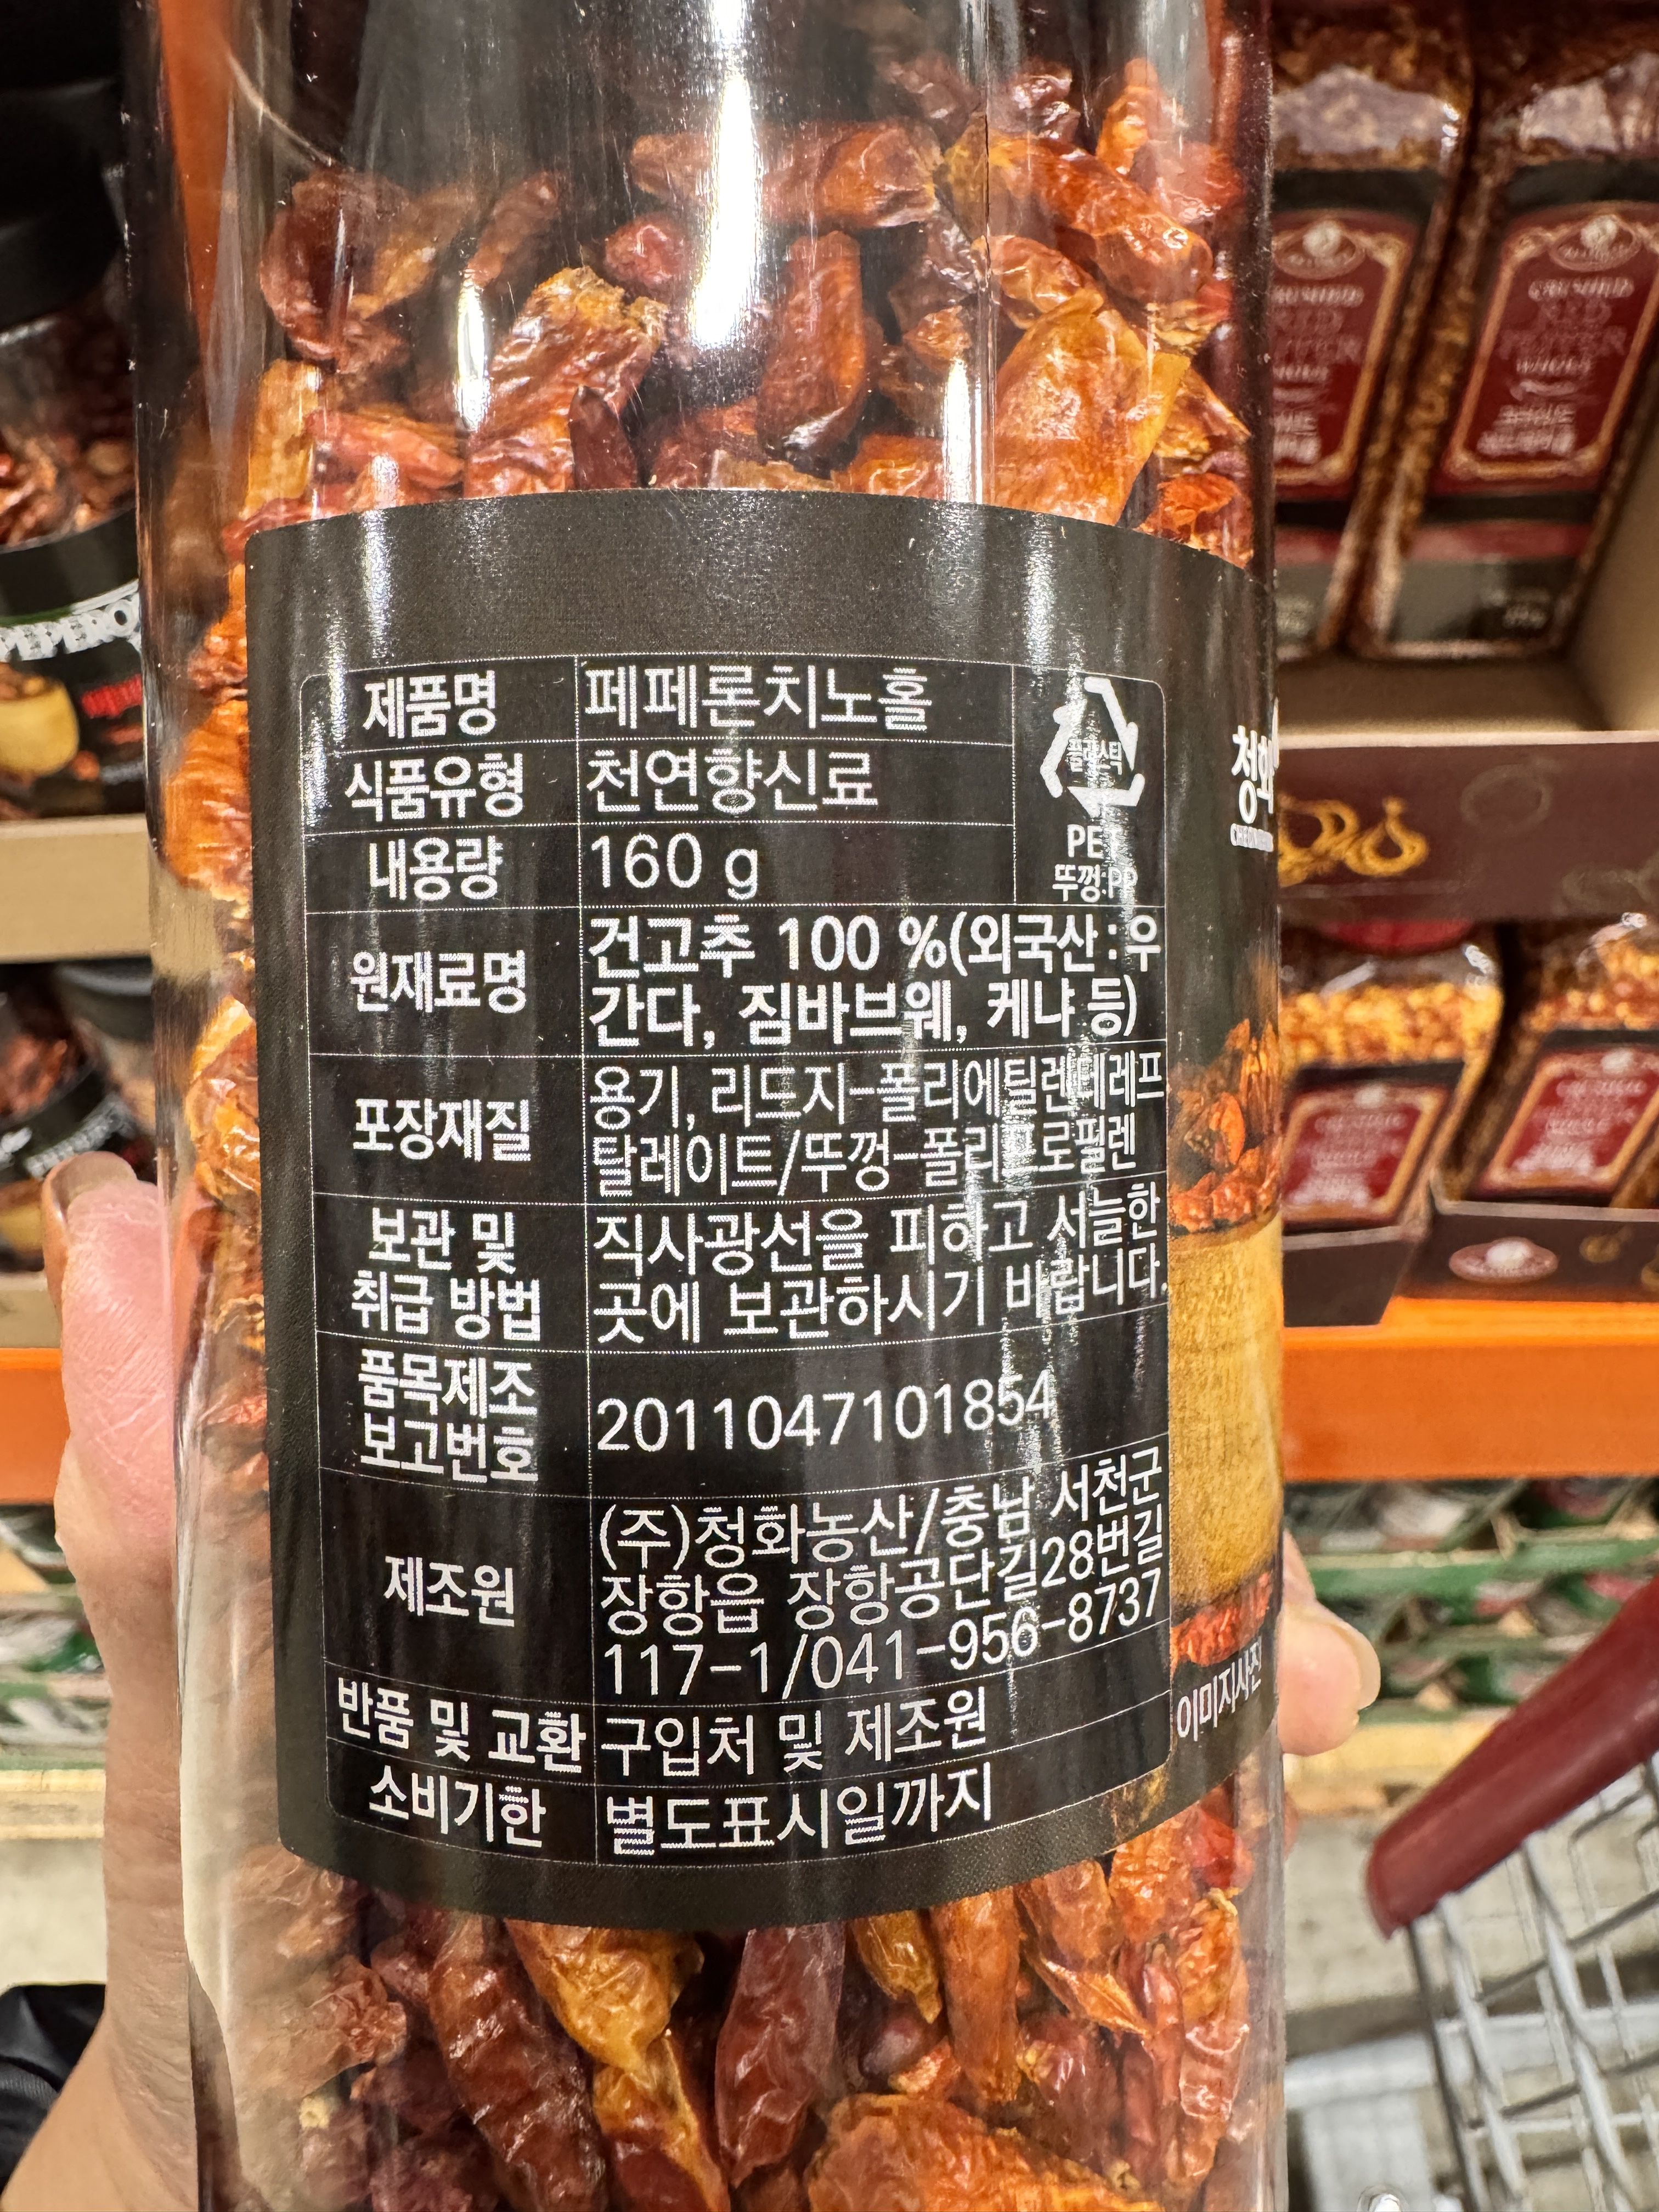 제품명 페페론치노홀
식품유형 천연향신료
내용량 160 g
플라스틱
PET
뚜껑:PP
원재료명 건고추 100 %(외국산:우
간다, 짐바브웨, 케냐 등)
포장재질 용기, 리드지-폴리에틸렌테레프
탈레이트/뚜껑-폴리프로필렌
보관 및 취급 방법 직사광선을 피하고 서늘한
곳에 보관하시기 바랍니다.
품목제조
보고번호 2011047101854
제조원 (주)청화농산/충남 서천군
장항읍 장항공단길28번길
117-1/041-956-8737
반품 및 교환 구입처 및 제조원
소비기한 별도표시일까지
이미지사진
청화
CRUSHED
RED
PEPPER
WHOLE